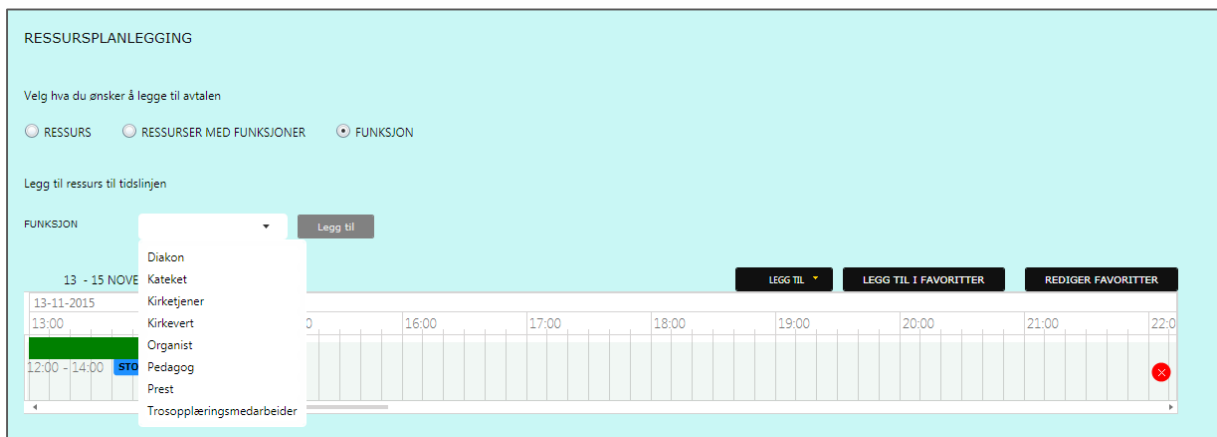 RESSURSPLANLEGGING
Velg hva du ønsker å legge til avtalen
RESSURS RESSURSER MED FUNKSJONER FUNKSJON
Legg til ressurs til tidslinjen
FUNKSJON Legg til
Diakon
Kateket
Kirketjener
Kirkevert
Organist
Pedagog
Prest
Trosopplæringsmedarbeider
13 - 15 NOVE LEGG TIL LEGG TIL I FAVORITTER REDIGER FAVORITTER
13-11-2015
13:00 16:00 17:00 18:00 19:00 20:00 21:00 22:0
12:00 - 14:00 STO